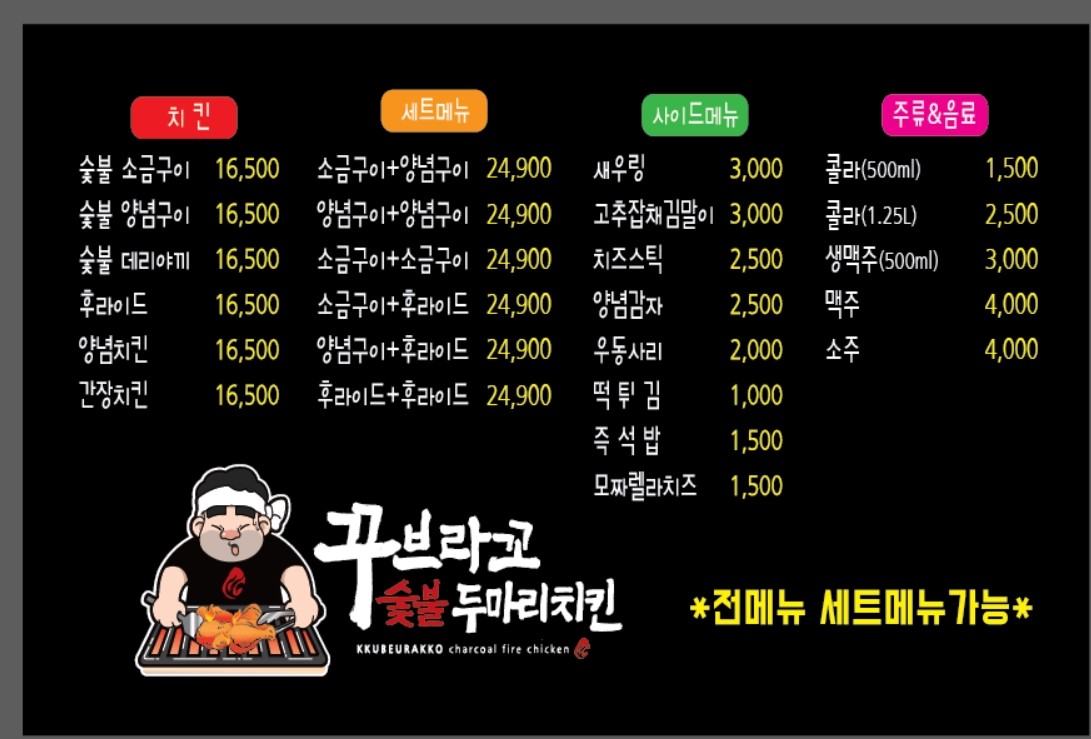 치 킨
숯불 소금구이 16,500
숯불 양념구이 16,500
숯불 데리야끼 16,500
후라이드 16,500
양념치킨 16,500
간장치킨 16,500
세트메뉴
소금구이+양념구이 24,900
양념구이+양념구이 24,900
소금구이+소금구이 24,900
소금구이+후라이드 24,900
양념구이+후라이드 24,900
후라이드+후라이드 24,900
사이드메뉴
새우링 3,000
고추잡채김말이 3,000
치즈스틱 2,500
양념감자 2,500
우동사리 2,000
떡 튀 김 1,000
즉 석 밥 1,500
모짜렐라치즈 1,500
주류&음료
콜라(500ml) 1,500
콜라(1.25L) 2,500
생맥주(500ml) 3,000
맥주 4,000
소주 4,000
꾸브라꼬
숯불 두마리치킨
KKUBEURAKKO charcoal fire chicken
*전메뉴 세트메뉴가능*